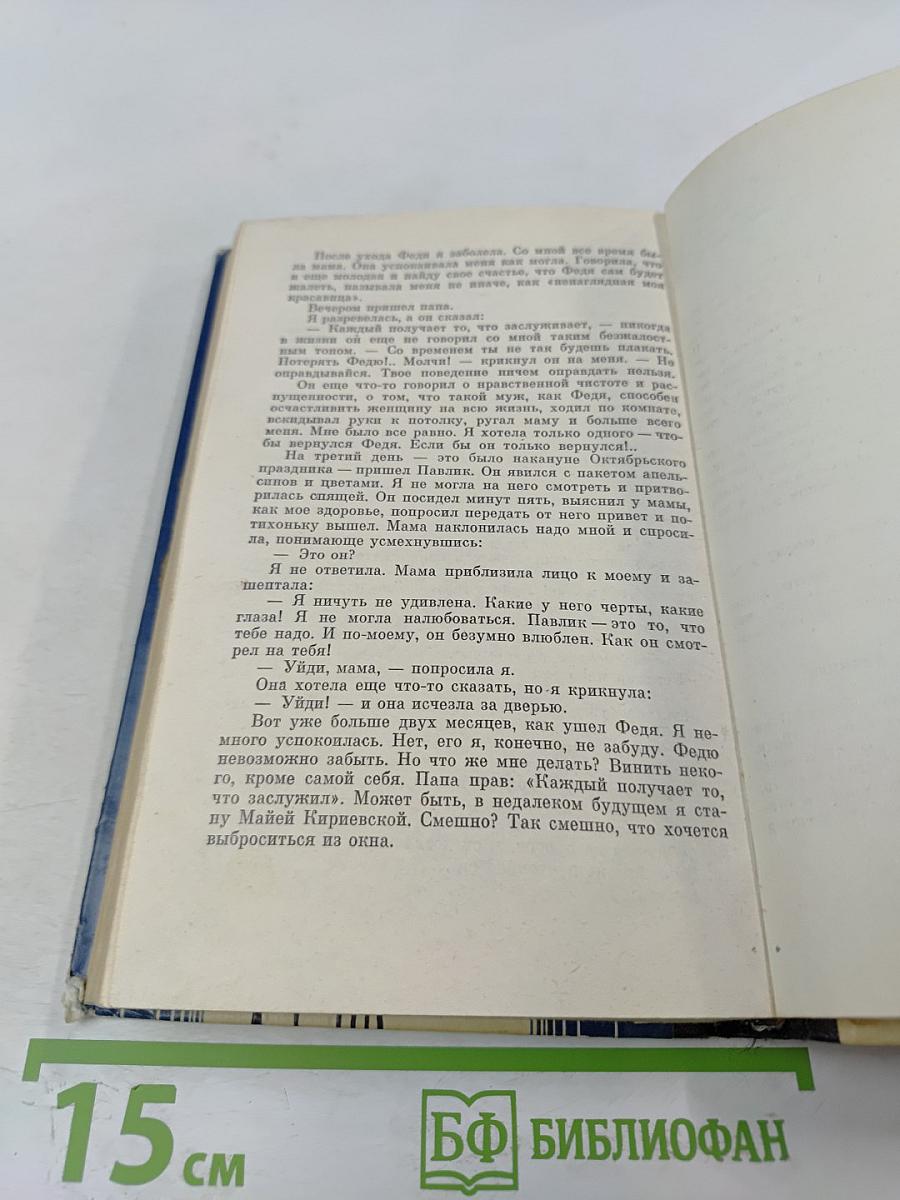 После ухода Феди я заболела. Со мной все время бы-
ла мама. Она успокаивала меня как могла. Говорила, что
я еще молодая и найду свое счастье, что Федя сам будет
жалеть, называла меня не иначе, как «ненаглядная моя
красавица».
Вечером пришел папа.
Я разревелась, а он сказал:
— Каждый получает то, что заслуживает, — никогда
в жизни он еще не говорил со мной таким безжалост-
ным тоном. — Со временем ты не так будешь плакать.
Потерять Федю!.. Молчи! — крикнул он на меня. — Не
оправдывайся. Твое поведение ничем оправдать нельзя.
Он еще что-то говорил о нравственной чистоте и рас-
пущенности, о том, что такой муж, как Федя, способен
осчастливить женщину на всю жизнь, ходил по комнате,
вскидывал руки к потолку, ругал маму и больше всего
меня. Мне было все равно. Я хотела только одного — что-
бы вернулся Федя. Если бы он только вернулся!..
На третий день — это было накануне Октябрьского
праздника — пришел Павлик. Он явился с пакетом апель-
синов и цветами. Я не могла на него смотреть и притво-
рилась спящей. Он посидел минут пять, выяснил у мамы,
как мое здоровье, попросил передать от него привет и по-
тихоньку вышел. Мама наклонилась надо мной и спроси-
ла, понимающе усмехнувшись:
— Это он?
Я не ответила. Мама приблизила лицо к моему и за-
шептала:
— Я ничуть не удивлена. Какие у него черты, какие
глаза! Я не могла налюбоваться. Павлик — это то, что
тебе надо. И по-моему, он безумно влюблен. Как он смот-
рел на тебя!
— Уйди, мама, — попросила я.
Она хотела еще что-то сказать, но я крикнула:
— Уйди! — и она исчезла за дверью.
Вот уже больше двух месяцев, как ушел Федя. Я не-
много успокоилась. Нет, его я, конечно, не забуду. Федю
невозможно забыть. Но что же мне делать? Винить неко-
го, кроме самой себя. Папа прав: «Каждый получает то,
что заслужил». Может быть, в недалеком будущем я ста-
ну Майей Кириевской. Смешно? Так смешно, что хочется
выброситься из окна.
15 см
БФ БИБЛИОФАН